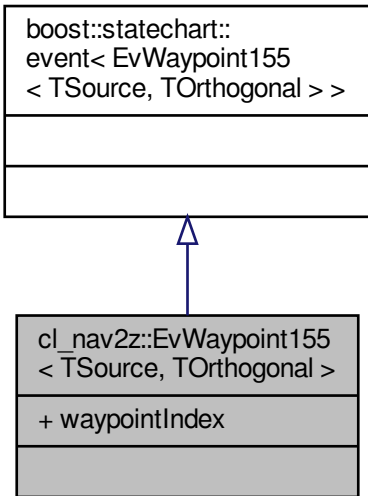 boost::statechart::
event< EvWaypoint155
< TSource, TOrthogonal > >
cl_nav2z::EvWaypoint155
< TSource, TOrthogonal >
+ waypointIndex